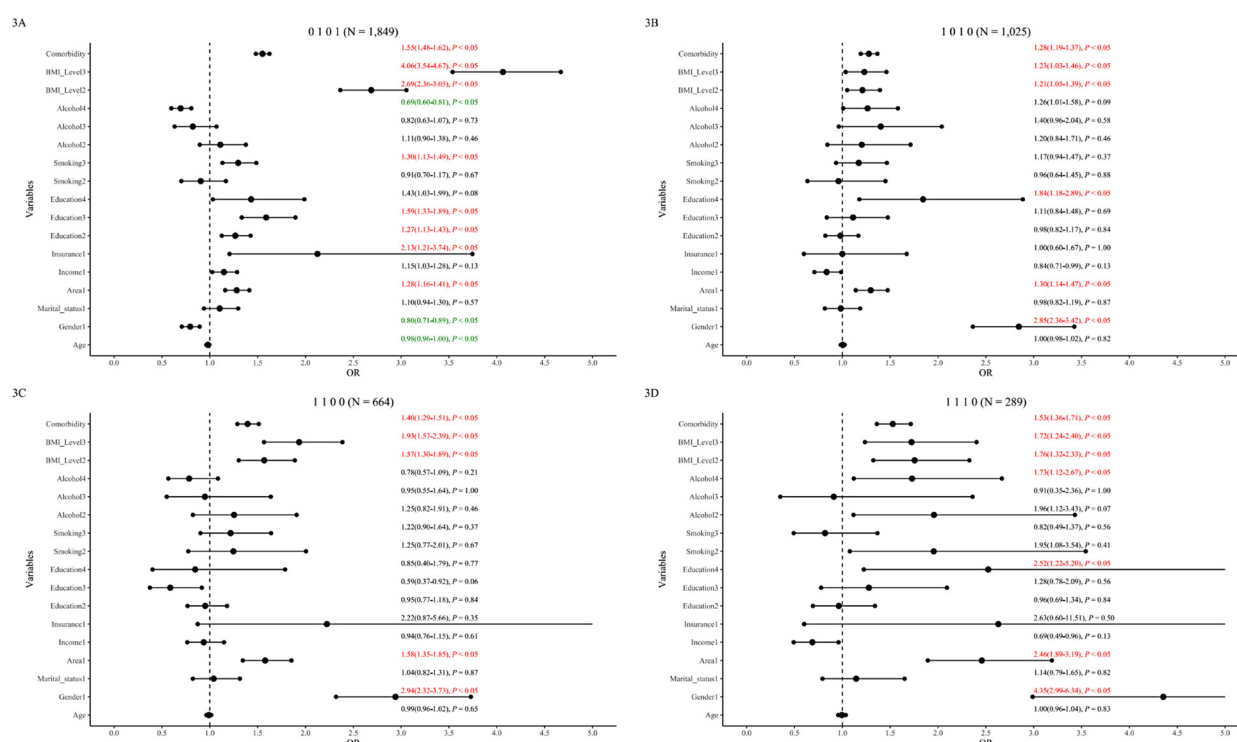 3A
0 1 0 1 (N = 1,849)
Variables
Comorbidity 1.55(1.48-1.62), P < 0.05
BMI_Level3 4.06(3.54-4.67), P < 0.05
BMI_Level2 2.69(2.36-3.05), P < 0.05
Alcohol4 0.69(0.60-0.81), P < 0.05
Alcohol3 0.82(0.63-1.07), P = 0.73
Alcohol2 1.11(0.90-1.38), P = 0.46
Smoking3 1.30(1.13-1.49), P < 0.05
Smoking2 0.91(0.70-1.17), P = 0.67
Education4 1.43(1.03-1.99), P = 0.08
Education3 1.59(1.33-1.89), P < 0.05
Education2 1.27(1.13-1.43), P < 0.05
Insurance1 2.13(1.21-3.74), P < 0.05
Income1 1.15(1.03-1.28), P = 0.13
Area1 1.28(1.16-1.41), P < 0.05
Marital_status1 1.10(0.94-1.30), P = 0.57
Gender1 0.80(0.71-0.89), P < 0.05
Age 0.98(0.96-1.00), P < 0.05
0.0 0.5 1.0 1.5 2.0 2.5 3.0 3.5 4.0 4.5 5.0
OR
3B
1 0 1 0 (N = 1,025)
Variables
Comorbidity 1.28(1.19-1.37), P < 0.05
BMI_Level3 1.23(1.03-1.46), P < 0.05
BMI_Level2 1.21(1.05-1.39), P < 0.05
Alcohol4 1.26(1.01-1.58), P = 0.09
Alcohol3 1.40(0.96-2.04), P = 0.58
Alcohol2 1.20(0.84-1.71), P = 0.46
Smoking3 1.17(0.94-1.47), P = 0.37
Smoking2 0.96(0.64-1.45), P = 0.88
Education4 1.84(1.18-2.89), P < 0.05
Education3 1.11(0.84-1.48), P = 0.69
Education2 0.98(0.82-1.17), P = 0.84
Insurance1 1.00(0.60-1.67), P = 1.00
Income1 0.84(0.71-0.99), P = 0.13
Area1 1.30(1.14-1.47), P < 0.05
Marital_status1 0.98(0.82-1.19), P = 0.87
Gender1 2.85(2.36-3.42), P < 0.05
Age 1.00(0.98-1.02), P = 0.82
0.0 0.5 1.0 1.5 2.0 2.5 3.0 3.5 4.0 4.5 5.0
OR
3C
1 1 0 0 (N = 664)
Variables
Comorbidity 1.40(1.29-1.51), P < 0.05
BMI_Level3 1.93(1.57-2.39), P < 0.05
BMI_Level2 1.57(1.30-1.89), P < 0.05
Alcohol4 0.78(0.57-1.09), P = 0.21
Alcohol3 0.95(0.55-1.64), P = 1.00
Alcohol2 1.25(0.82-1.91), P = 0.46
Smoking3 1.22(0.90-1.64), P = 0.37
Smoking2 1.25(0.77-2.01), P = 0.67
Education4 0.85(0.40-1.79), P = 0.77
Education3 0.59(0.37-0.92), P = 0.06
Education2 0.95(0.77-1.18), P = 0.84
Insurance1 2.22(0.87-5.66), P = 0.35
Income1 0.94(0.76-1.15), P = 0.61
Area1 1.58(1.35-1.85), P < 0.05
Marital_status1 1.04(0.82-1.31), P = 0.87
Gender1 2.94(2.32-3.73), P < 0.05
Age 0.99(0.96-1.02), P = 0.65
0.0 0.5 1.0 1.5 2.0 2.5 3.0 3.5 4.0 4.5 5.0
OR
3D
1 1 1 0 (N = 289)
Variables
Comorbidity 1.53(1.36-1.71), P < 0.05
BMI_Level3 1.72(1.24-2.40), P < 0.05
BMI_Level2 1.76(1.32-2.33), P < 0.05
Alcohol4 1.73(1.12-2.67), P < 0.05
Alcohol3 0.91(0.35-2.36), P = 1.00
Alcohol2 1.96(1.12-3.43), P = 0.07
Smoking3 0.82(0.49-1.37), P = 0.56
Smoking2 1.95(1.08-3.54), P = 0.41
Education4 2.52(1.22-5.20), P < 0.05
Education3 1.28(0.78-2.09), P = 0.56
Education2 0.96(0.69-1.34), P = 0.84
Insurance1 2.63(0.60-11.51), P = 0.50
Income1 0.69(0.49-0.96), P = 0.13
Area1 2.46(1.89-3.19), P < 0.05
Marital_status1 1.14(0.79-1.65), P = 0.82
Gender1 4.35(2.99-6.34), P < 0.05
Age 1.00(0.96-1.04), P = 0.83
0.0 0.5 1.0 1.5 2.0 2.5 3.0 3.5 4.0 4.5 5.0
OR